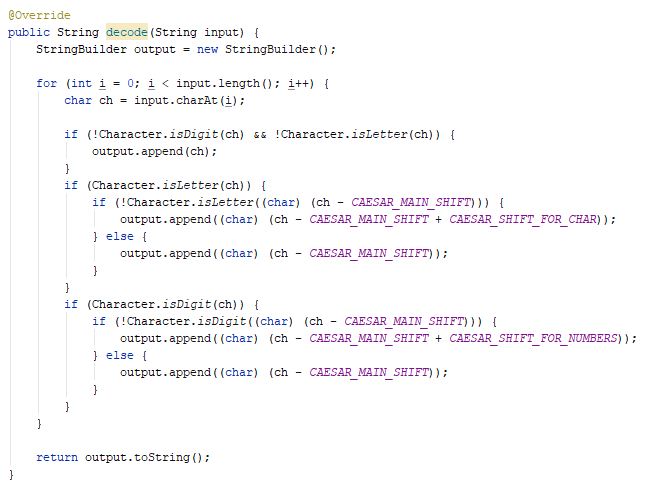 @Override
public String decode(String input) {
    StringBuilder output = new StringBuilder();

    for (int i = 0; i < input.length(); i++) {
        char ch = input.charAt(i);

        if (!Character.isDigit(ch) && !Character.isLetter(ch)) {
            output.append(ch);
        }
        if (Character.isLetter(ch)) {
            if (!Character.isLetter((char) (ch - CAESAR_MAIN_SHIFT))) {
                output.append((char) (ch - CAESAR_MAIN_SHIFT + CAESAR_SHIFT_FOR_CHAR));
            } else {
                output.append((char) (ch - CAESAR_MAIN_SHIFT));
            }
        }
        if (Character.isDigit(ch)) {
            if (!Character.isDigit((char) (ch - CAESAR_MAIN_SHIFT))) {
                output.append((char) (ch - CAESAR_MAIN_SHIFT + CAESAR_SHIFT_FOR_NUMBERS));
            } else {
                output.append((char) (ch - CAESAR_MAIN_SHIFT));
            }
        }
    }

    return output.toString();
}